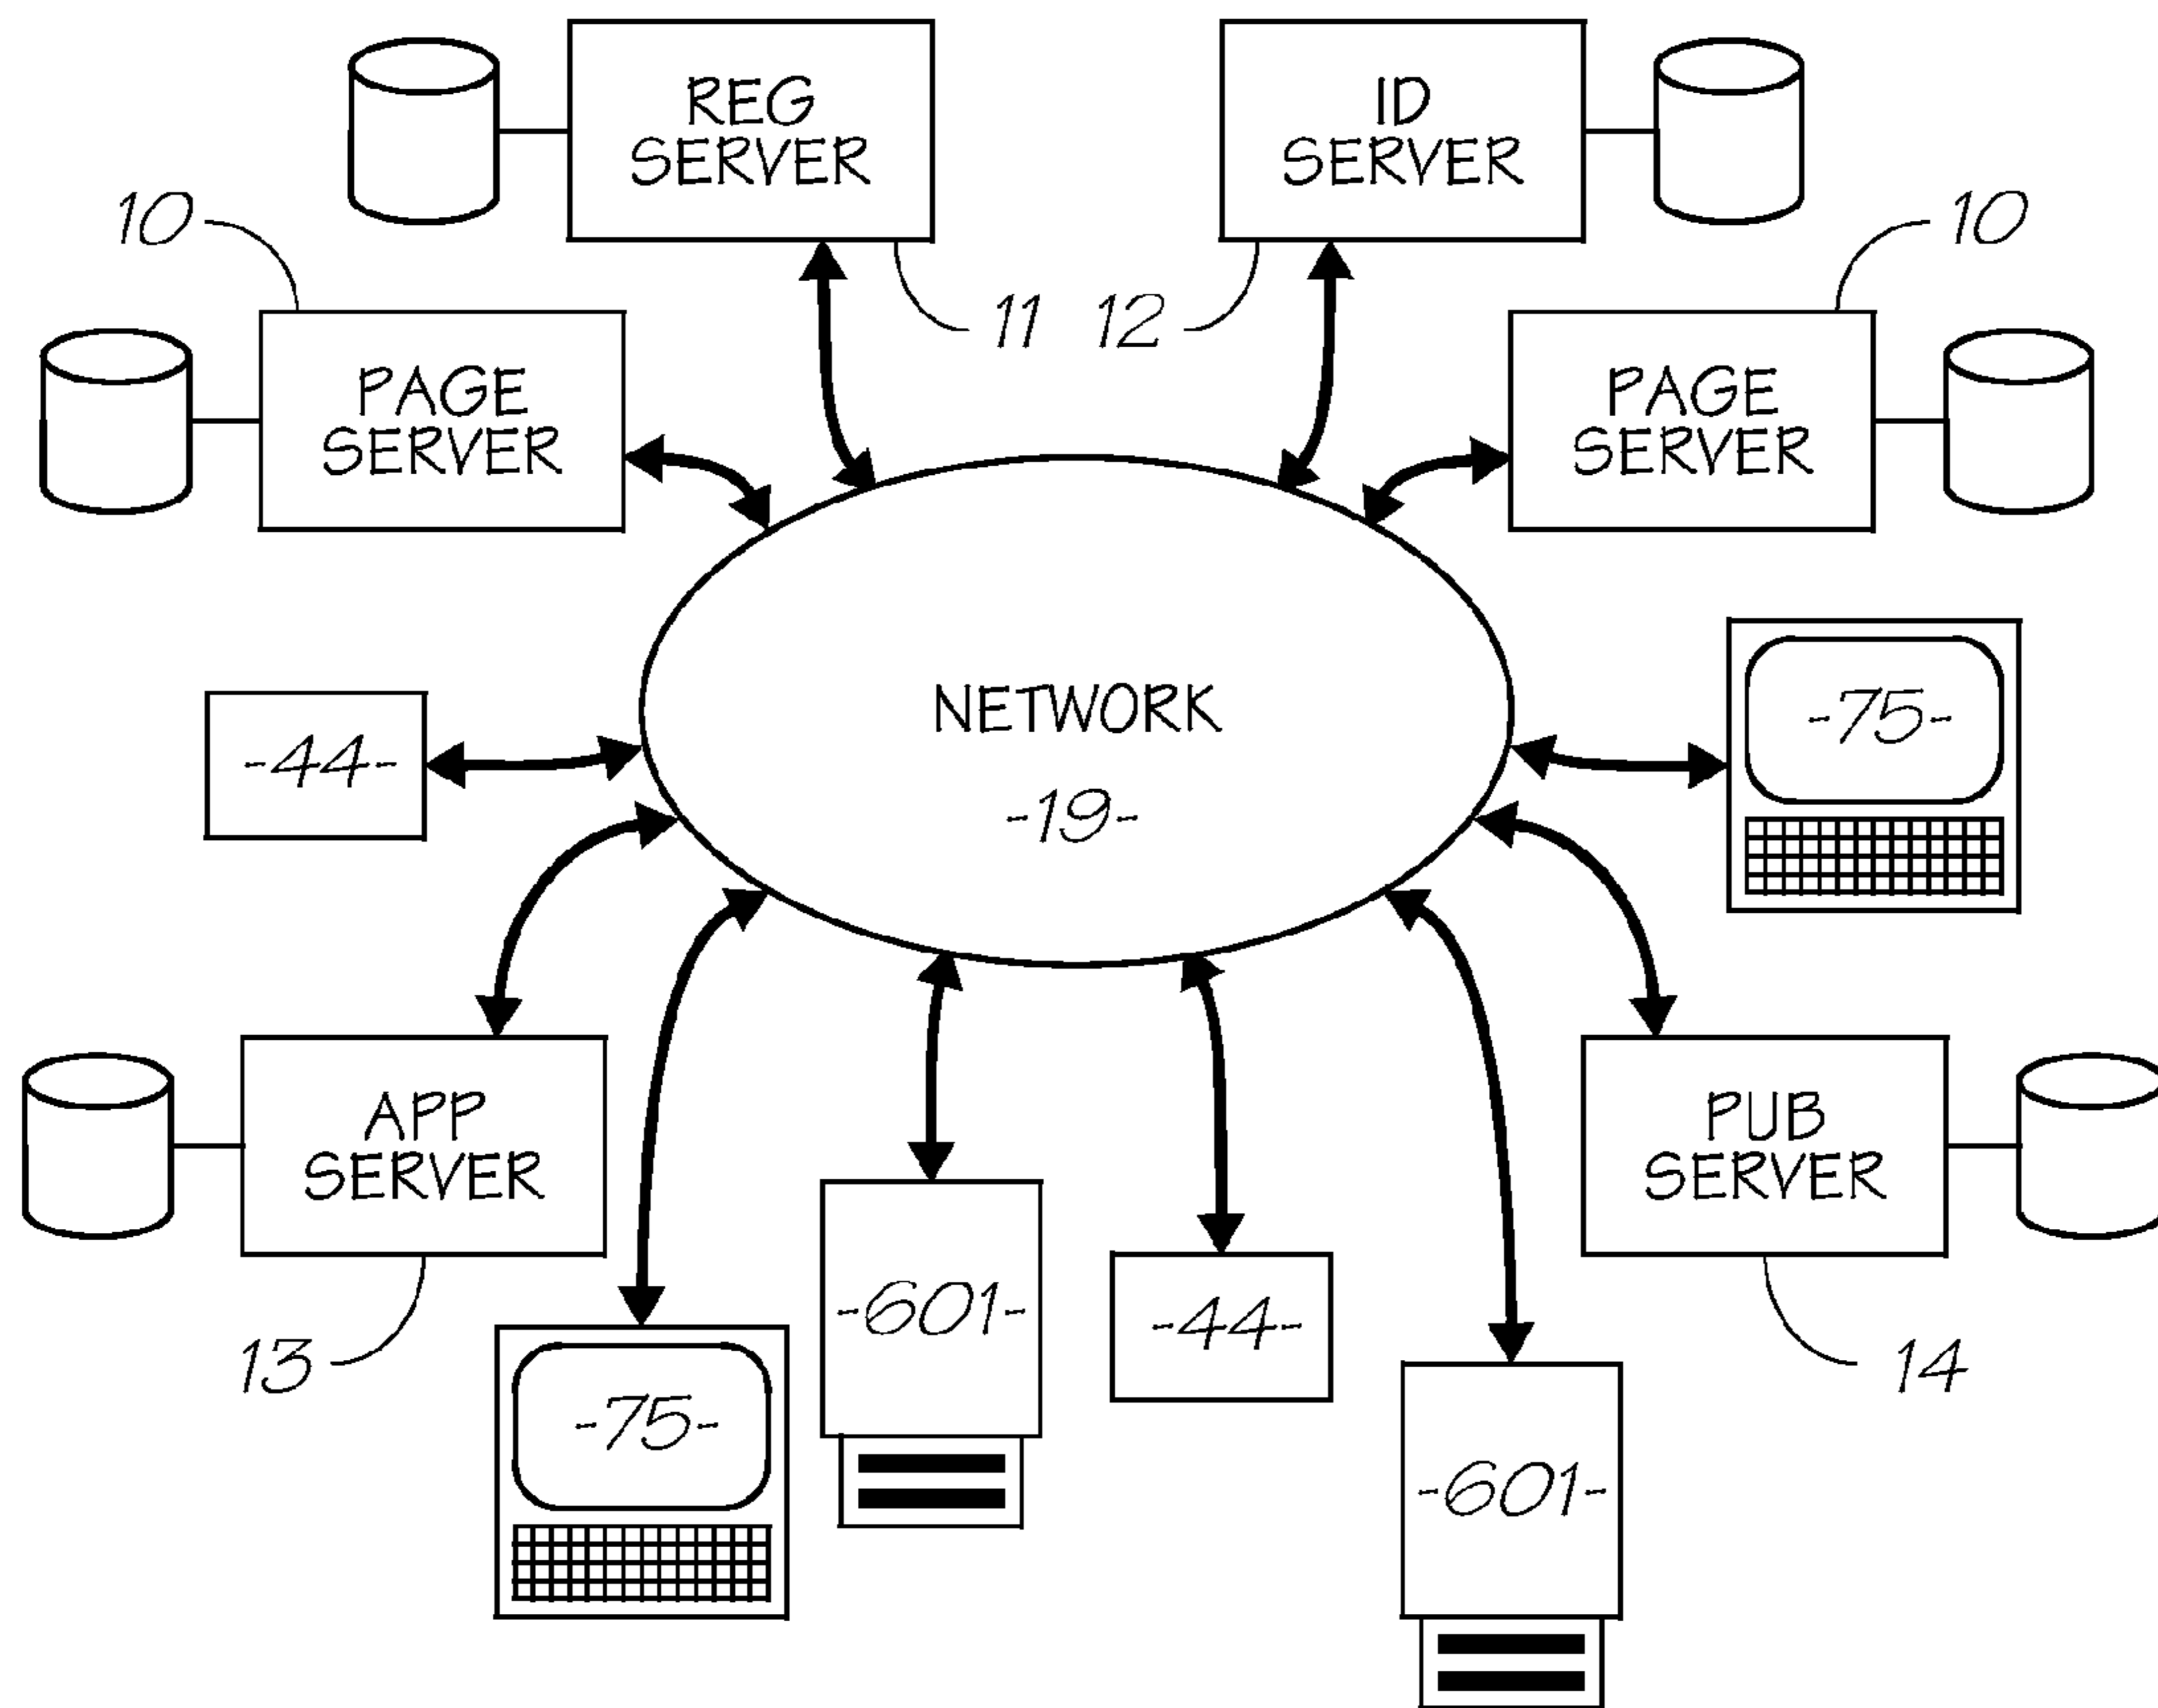 REG
SERVER
ID
SERVER
10
10
11
12
PAGE
SERVER
PAGE
SERVER
-75-
NETWORK
-19-
-44-
APP
SERVER
PUB
SERVER
-601-
-44-
13
14
-75-
-601-